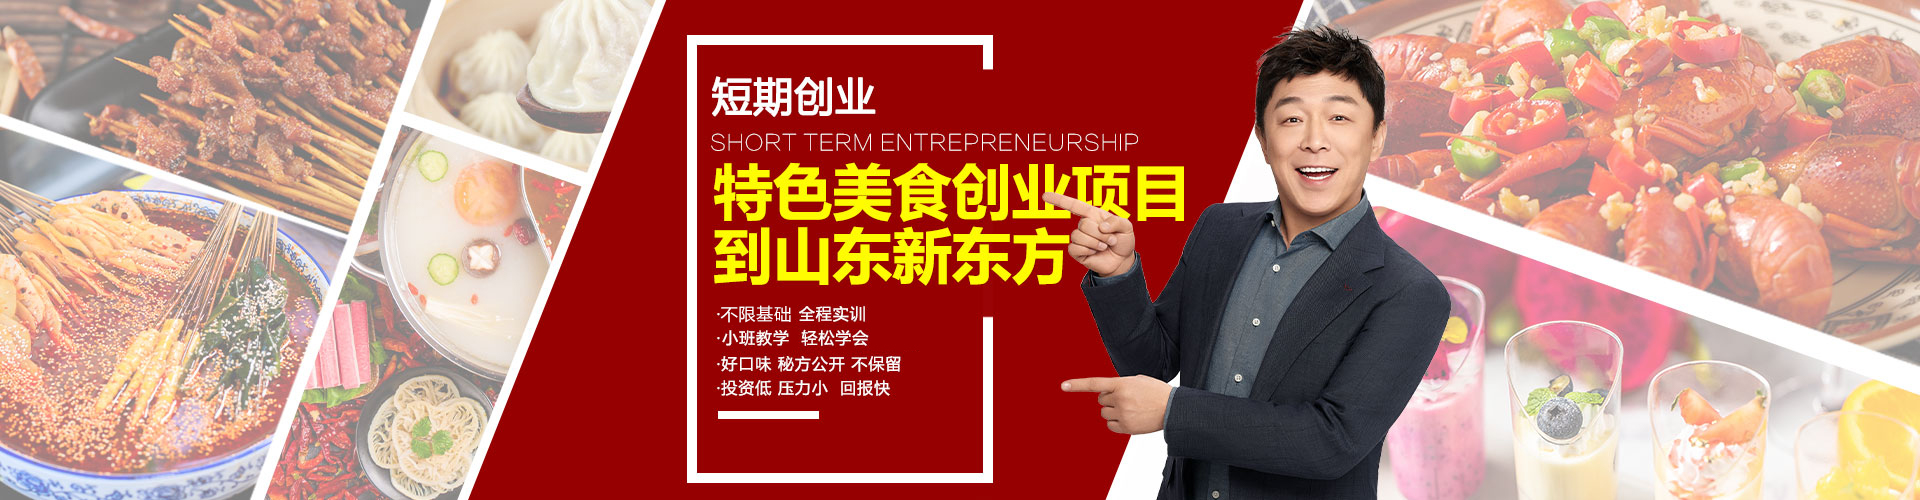 短期创业
SHORT TERM ENTREPRENEURSHIP
特色美食创业项目
到山东新东方
·不限基础 全程实训
·小班教学 轻松学会
·好口味 秘方公开 不保留
·投资低 压力小 回报快